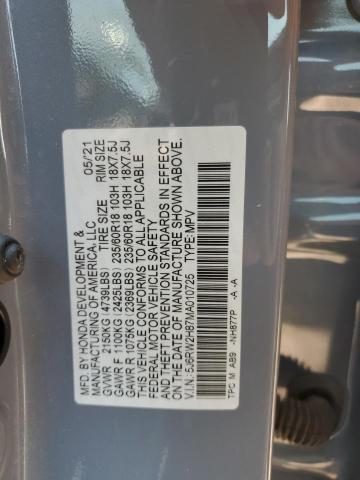 MFD. BY HONDA DEVELOPMENT & 05/'21
MANUFACTURING OF AMERICA, LLC
TIRE SIZE RIM SIZE
GVWR 2150KG (4739LBS)
GAWR F 1100KG (2425LBS) 235/60R18 103H 18X7.5J
GAWR R 1075KG (2369LBS) 235/60R18 103H 18X7.5J
THIS VEHICLE CONFORMS TO ALL APPLICABLE
FEDERAL MOTOR VEHICLE SAFETY
AND THEFT PREVENTION STANDARDS IN EFFECT
ON THE DATE OF MANUFACTURE SHOWN ABOVE.
V.I.N.: 5J6RW2H87MA010725 TYPE: MPV
TPC M AB9 -NH877P -A -A